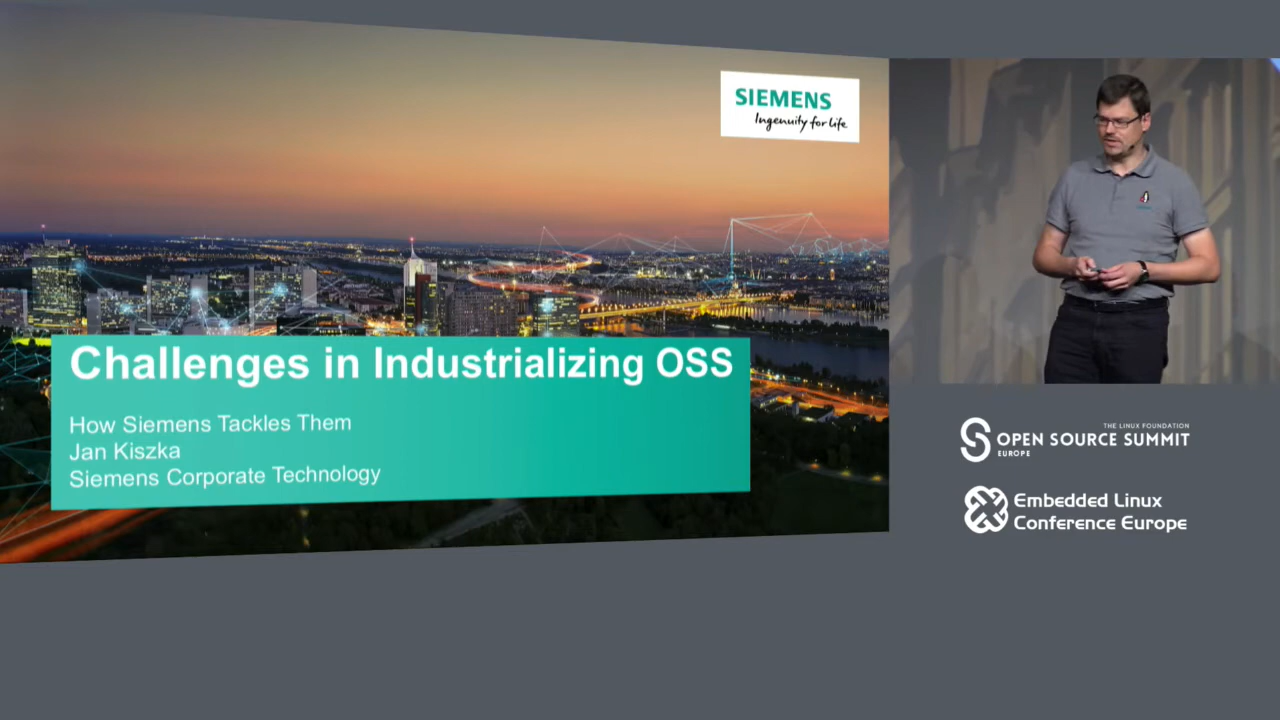 SIEMENS
Ingenuity for life
Challenges in Industrializing OSS
How Siemens Tackles Them
Jan Kiszka
Siemens Corporate Technology
THE LINUX FOUNDATION
OPEN SOURCE SUMMIT
EUROPE
Embedded Linux
Conference Europe